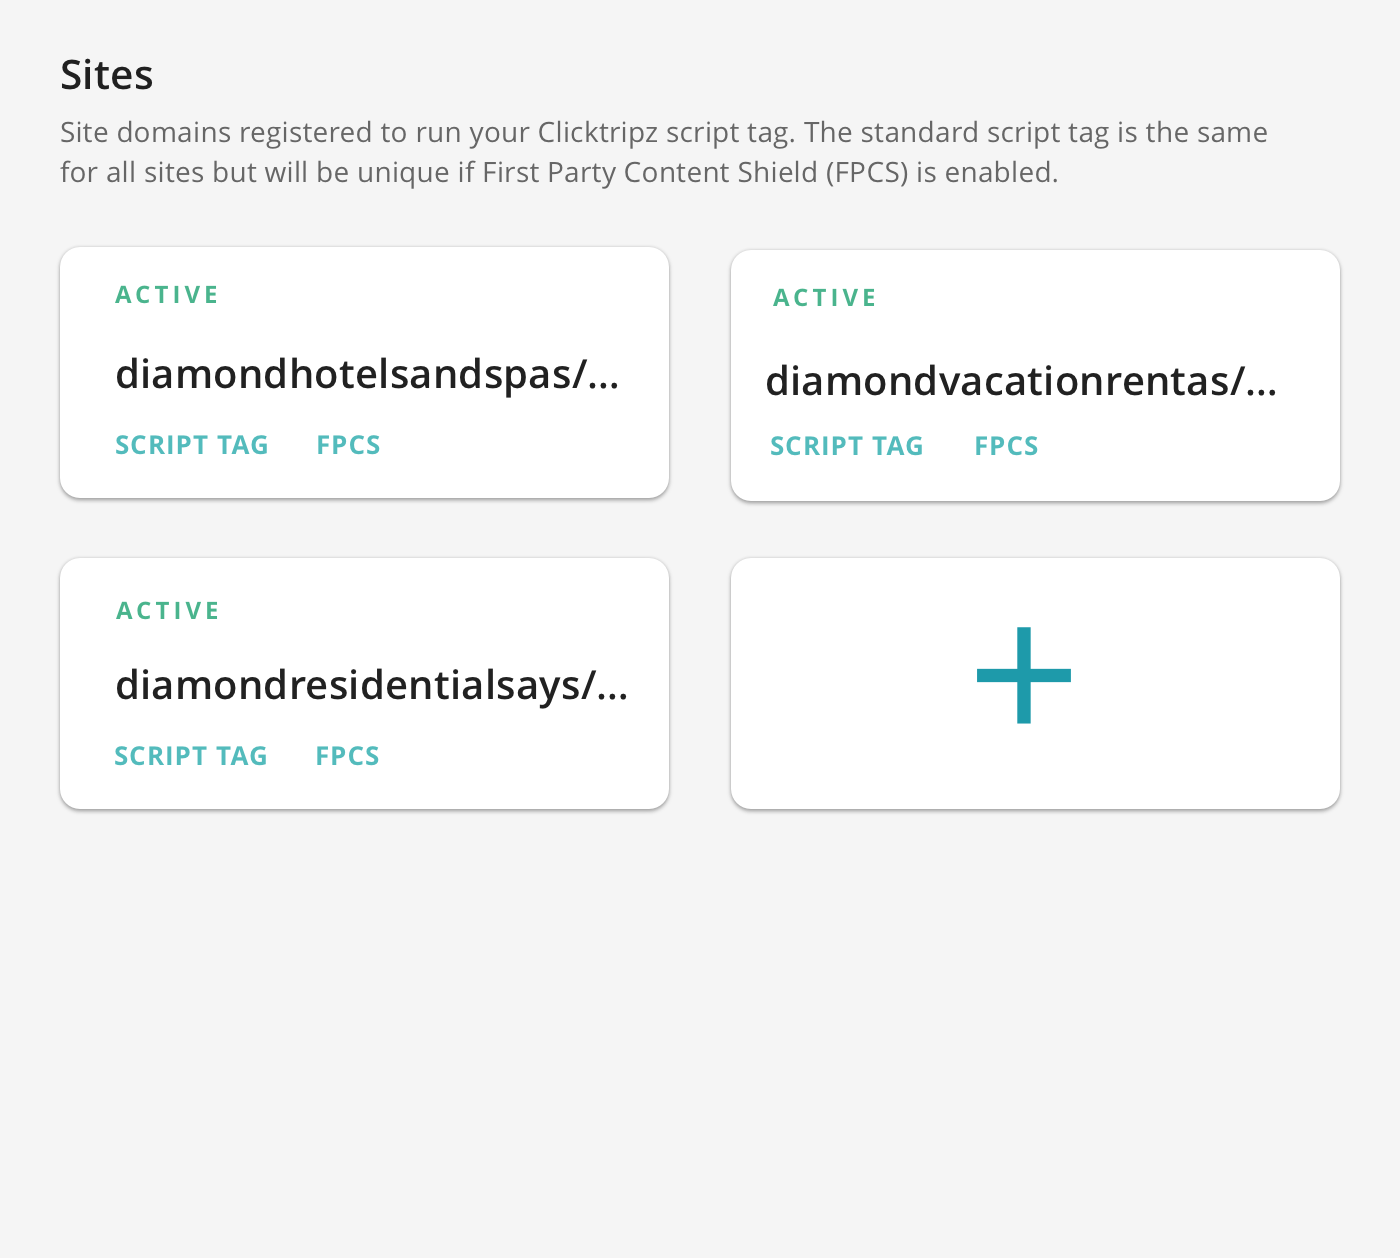 Sites
Site domains registered to run your Clicktripz script tag. The standard script tag is the same
for all sites but will be unique if First Party Content Shield (FPCS) is enabled.
ACTIVE
diamondhotelsandspas/...
SCRIPT TAG FPCS
ACTIVE
diamondvacationrentas/...
SCRIPT TAG FPCS
ACTIVE
diamondresidentialsays/...
SCRIPT TAG FPCS